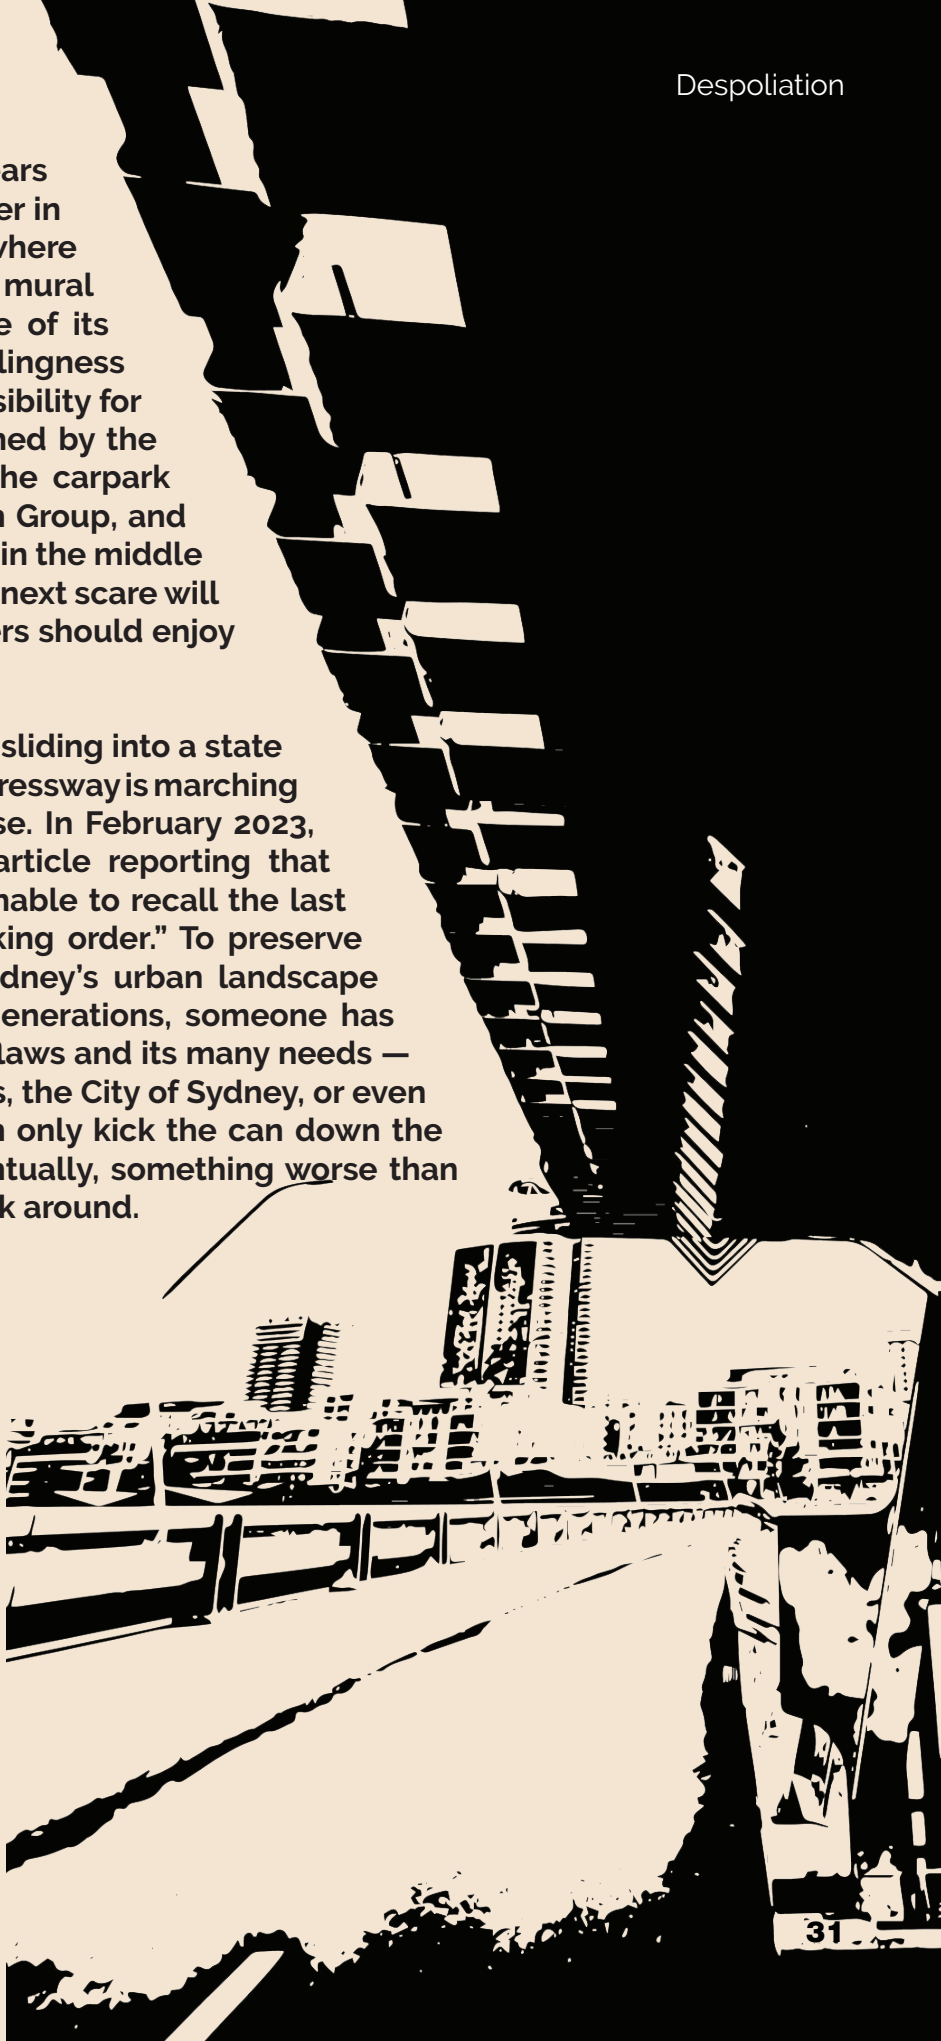 Despoliation
ars
er in
where
mural
e of its
lingness
sibility for
ned by the
he carpark
n Group, and
in the middle
next scare will
ers should enjoy
sliding into a state
ressway is marching
se. In February 2023,
article reporting that
nable to recall the last
king order.” To preserve
dney’s urban landscape
enerations, someone has
laws and its many needs —
s, the City of Sydney, or even
n only kick the can down the
ntually, something worse than
k around.
31